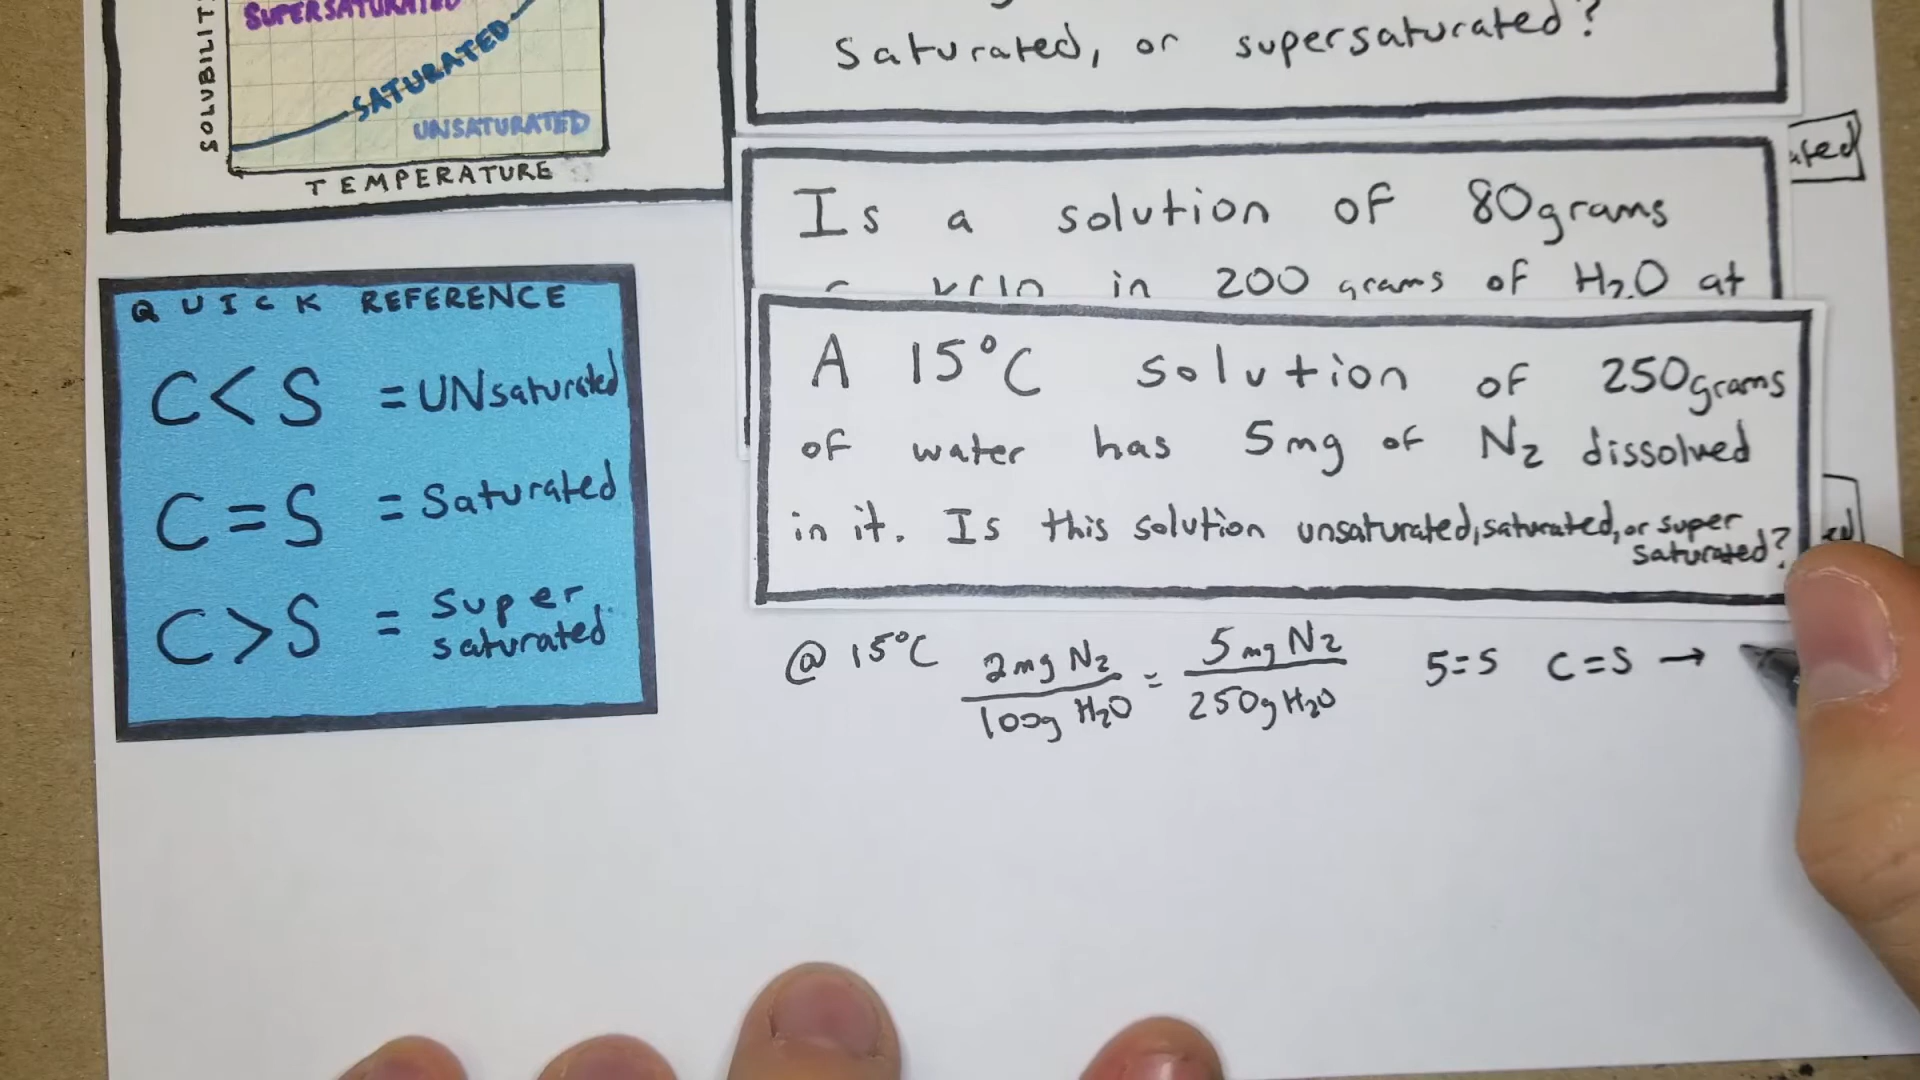 SUPERSATURATED
SATURATED
UNSATURATED
TEMPERATURE
saturated, or supersaturated?
Is a solution of 80grams
in 200 grams of H₂O at
QUICK REFERENCE
C < S = UNsaturated
C = S = Saturated
C > S = super
saturated
A 15°C solution of 250grams
of water has 5mg of N₂ dissolved
in it. Is this solution unsaturated, saturated, or super
saturated?
@ 15°C 2mg N₂ = 5mg N₂ 5=5 C=S →
100g H₂O 250g H₂O